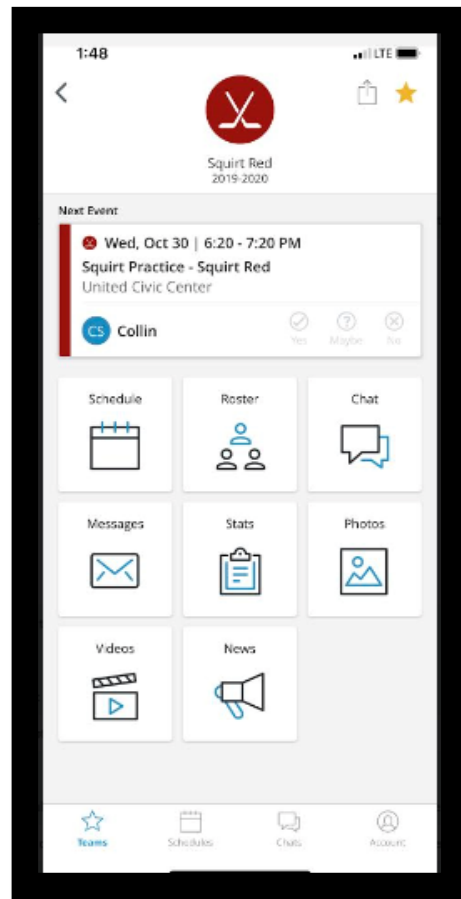 1:48
LTE
Squirt Red
2019-2020
Next Event
Wed, Oct 30 | 6:20 - 7:20 PM
Squirt Practice - Squirt Red
United Civic Center
CS Collin
Yes Maybe No
Schedule Roster Chat
Messages Stats Photos
Videos News
Teams Schedules Chats Account